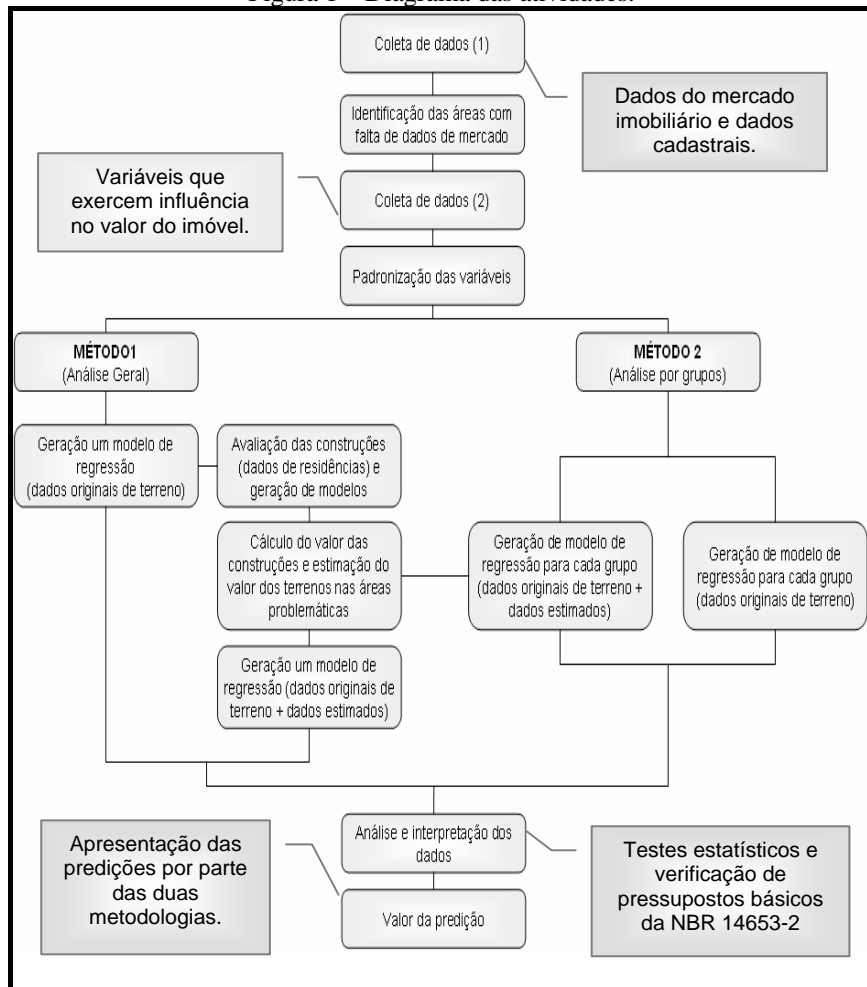 Figura 1 – Diagrama das atividades.
Coleta de dados (1)
Dados do mercado
imobiliário e dados
cadastrais.
Identificação das áreas com
falta de dados de mercado
Variáveis que
exercem influência
no valor do imóvel.
Coleta de dados (2)
Padronização das variáveis
MÉTODO1
(Análise Geral)
MÉTODO 2
(Análise por grupos)
Geração um modelo de
regressão
(dados originais de terreno)
Avaliação das construções
(dados de residências) e
geração de modelos
Cálculo do valor das
construções e estimação do
valor dos terrenos nas áreas
problemáticas
Geração de modelo de
regressão para cada grupo
(dados originais de terreno +
dados estimados)
Geração de modelo de
regressão para cada grupo
(dados originais de terreno)
Geração um modelo de
regressão (dados originais de
terreno + dados estimados)
Análise e interpretação dos
dados
Apresentação das
predições por parte
das duas
metodologias.
Testes estatísticos e
verificação de
pressupostos básicos
da NBR 14653-2
Valor da predição